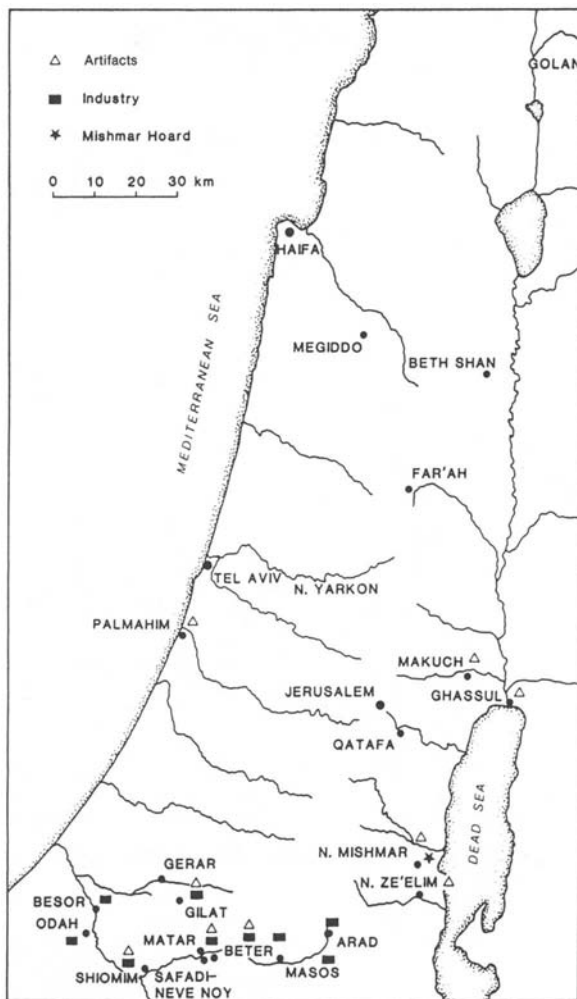 Artifacts
Industry
Mishmar Hoard
0 10 20 30 km
GOLAN
HAIFA
MEDITERRANEAN SEA
MEGIDDO
BETH SHAN
FAR'AH
TEL AVIV
N. YARKON
PALMAHIM
MAKUCH
JERUSALEM
GHASSUL
QATAFA
DEAD SEA
N. MISHMAR
GERAR
N. ZE'ELIM
BESOR
GILAT
ODAH
MATAR
BETER
ARAD
SHIOMIM
SAFADI-
NEVE NOY
MASOS